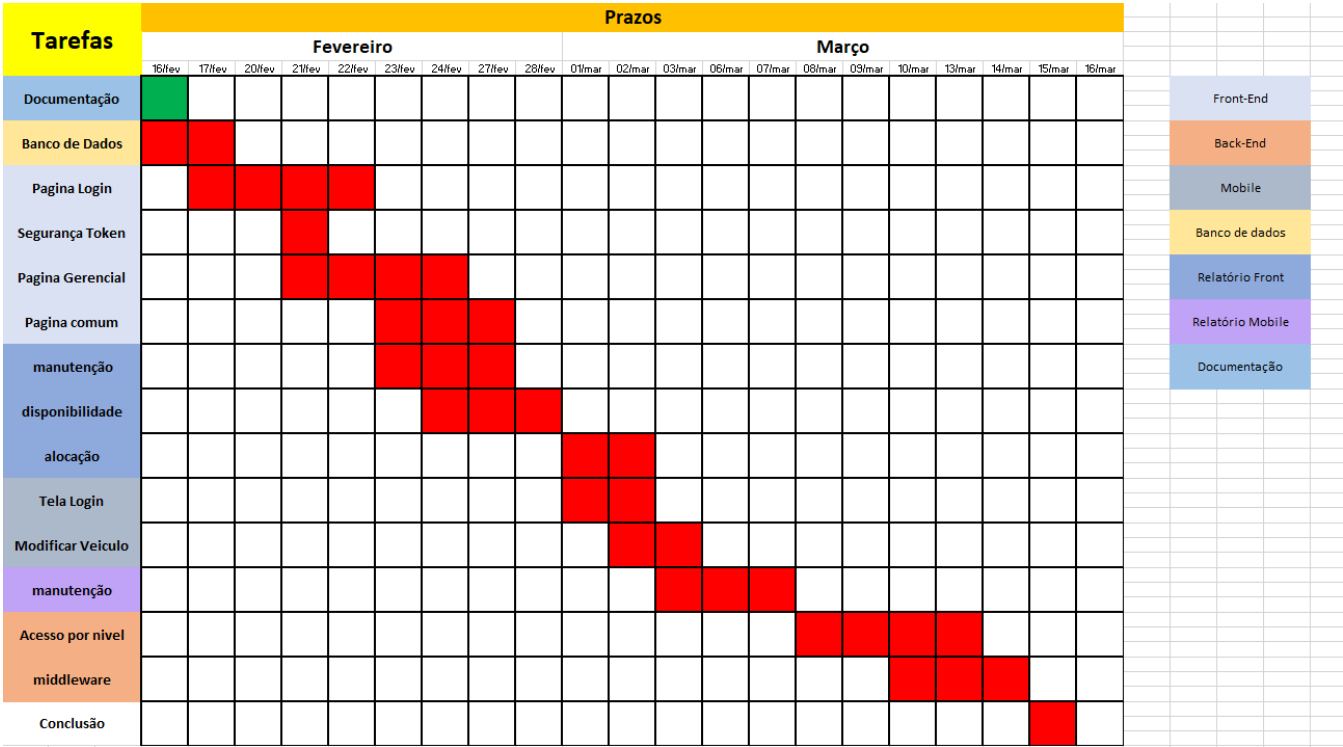 Tarefas
Prazos
Fevereiro Março
16/fev 17/fev 20/fev 21/fev 22/fev 23/fev 24/fev 27/fev 28/fev 01/mar 02/mar 03/mar 06/mar 07/mar 08/mar 09/mar 10/mar 13/mar 14/mar 15/mar 16/mar
Documentação
Banco de Dados
Pagina Login
Segurança Token
Pagina Gerencial
Pagina comum
manutenção
disponibilidade
alocação
Tela Login
Modificar Veiculo
manutenção
Acesso por nivel
middleware
Conclusão
Front-End
Back-End
Mobile
Banco de dados
Relatório Front
Relatório Mobile
Documentação